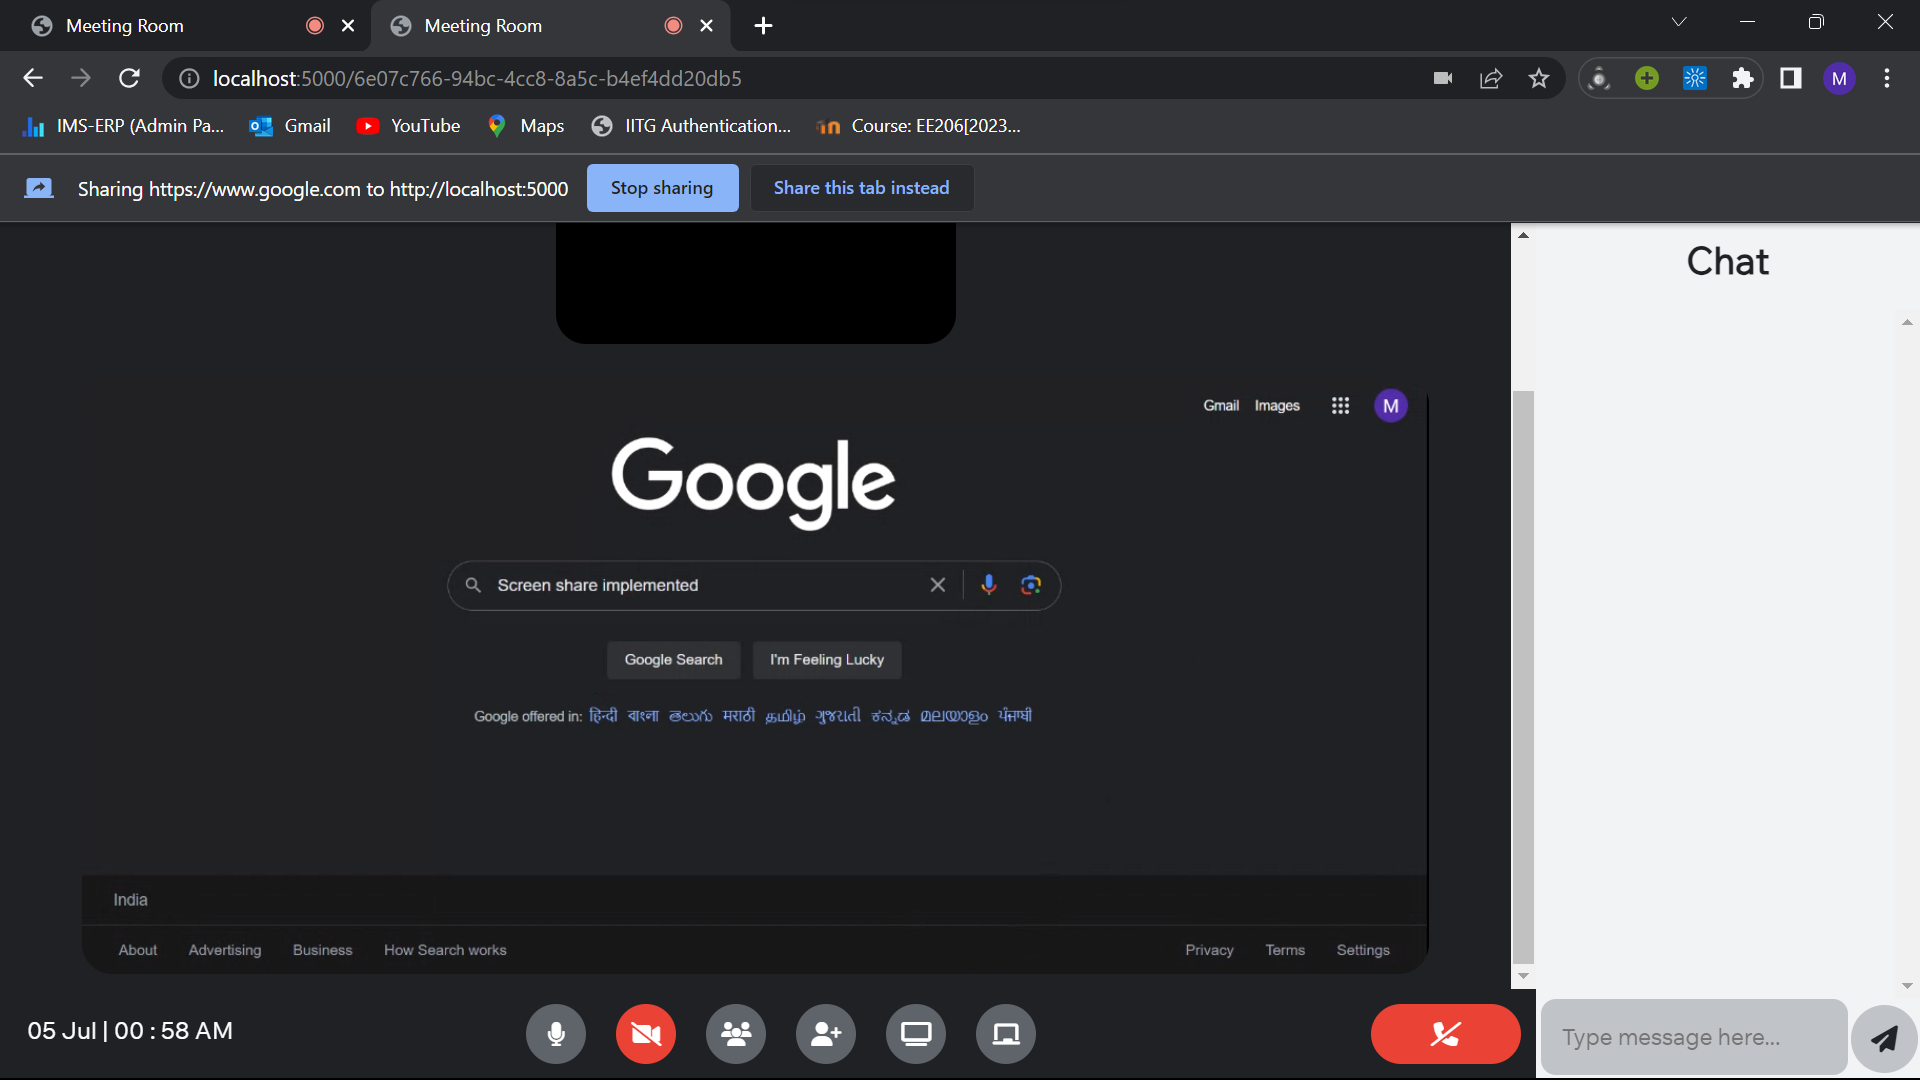 Meeting Room
Meeting Room
localhost:5000/6e07c766-94bc-4cc8-8a5c-b4ef4dd20db5
M
IMS-ERP (Admin Pa...
Gmail
YouTube
Maps
IITG Authentication...
Course: EE206[2023...
Sharing https://www.google.com to http://localhost:5000
Stop sharing
Share this tab instead
Chat
Gmail Images
M
Google
Screen share implemented
Google Search
I'm Feeling Lucky
Google offered in: हिन्दी বাংলা తెలుగు मराठी தமிழ் ગુજરાતી ಕನ್ನಡ മലയാളം ਪੰਜਾਬੀ
India
About Advertising Business How Search works
Privacy Terms Settings
05 Jul | 00 : 58 AM
Type message here...